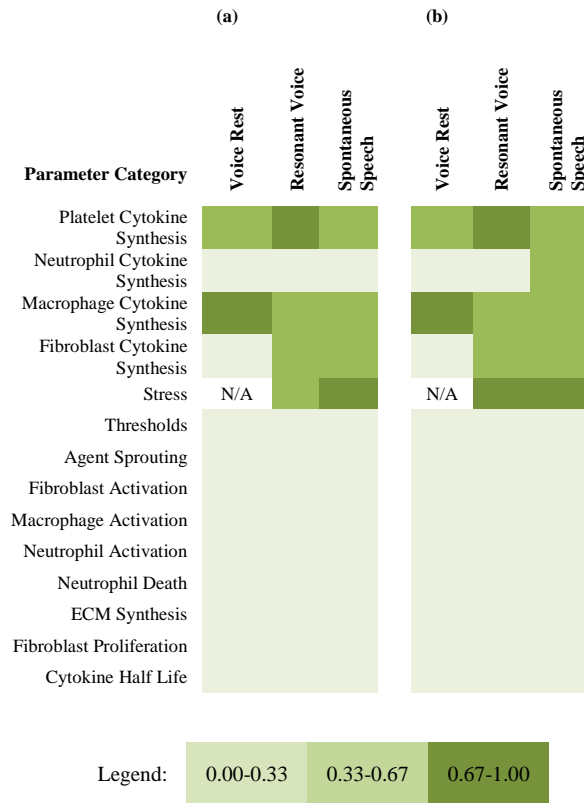 (a) (b)
Voice Rest
Resonant Voice
Spontaneous
Speech
Voice Rest
Resonant Voice
Spontaneous
Speech
Parameter Category
Platelet Cytokine
Synthesis
Neutrophil Cytokine
Synthesis
Macrophage Cytokine
Synthesis
Fibroblast Cytokine
Synthesis
Stress N/A N/A
Thresholds
Agent Sprouting
Fibroblast Activation
Macrophage Activation
Neutrophil Activation
Neutrophil Death
ECM Synthesis
Fibroblast Proliferation
Cytokine Half Life
Legend: 0.00-0.33 0.33-0.67 0.67-1.00